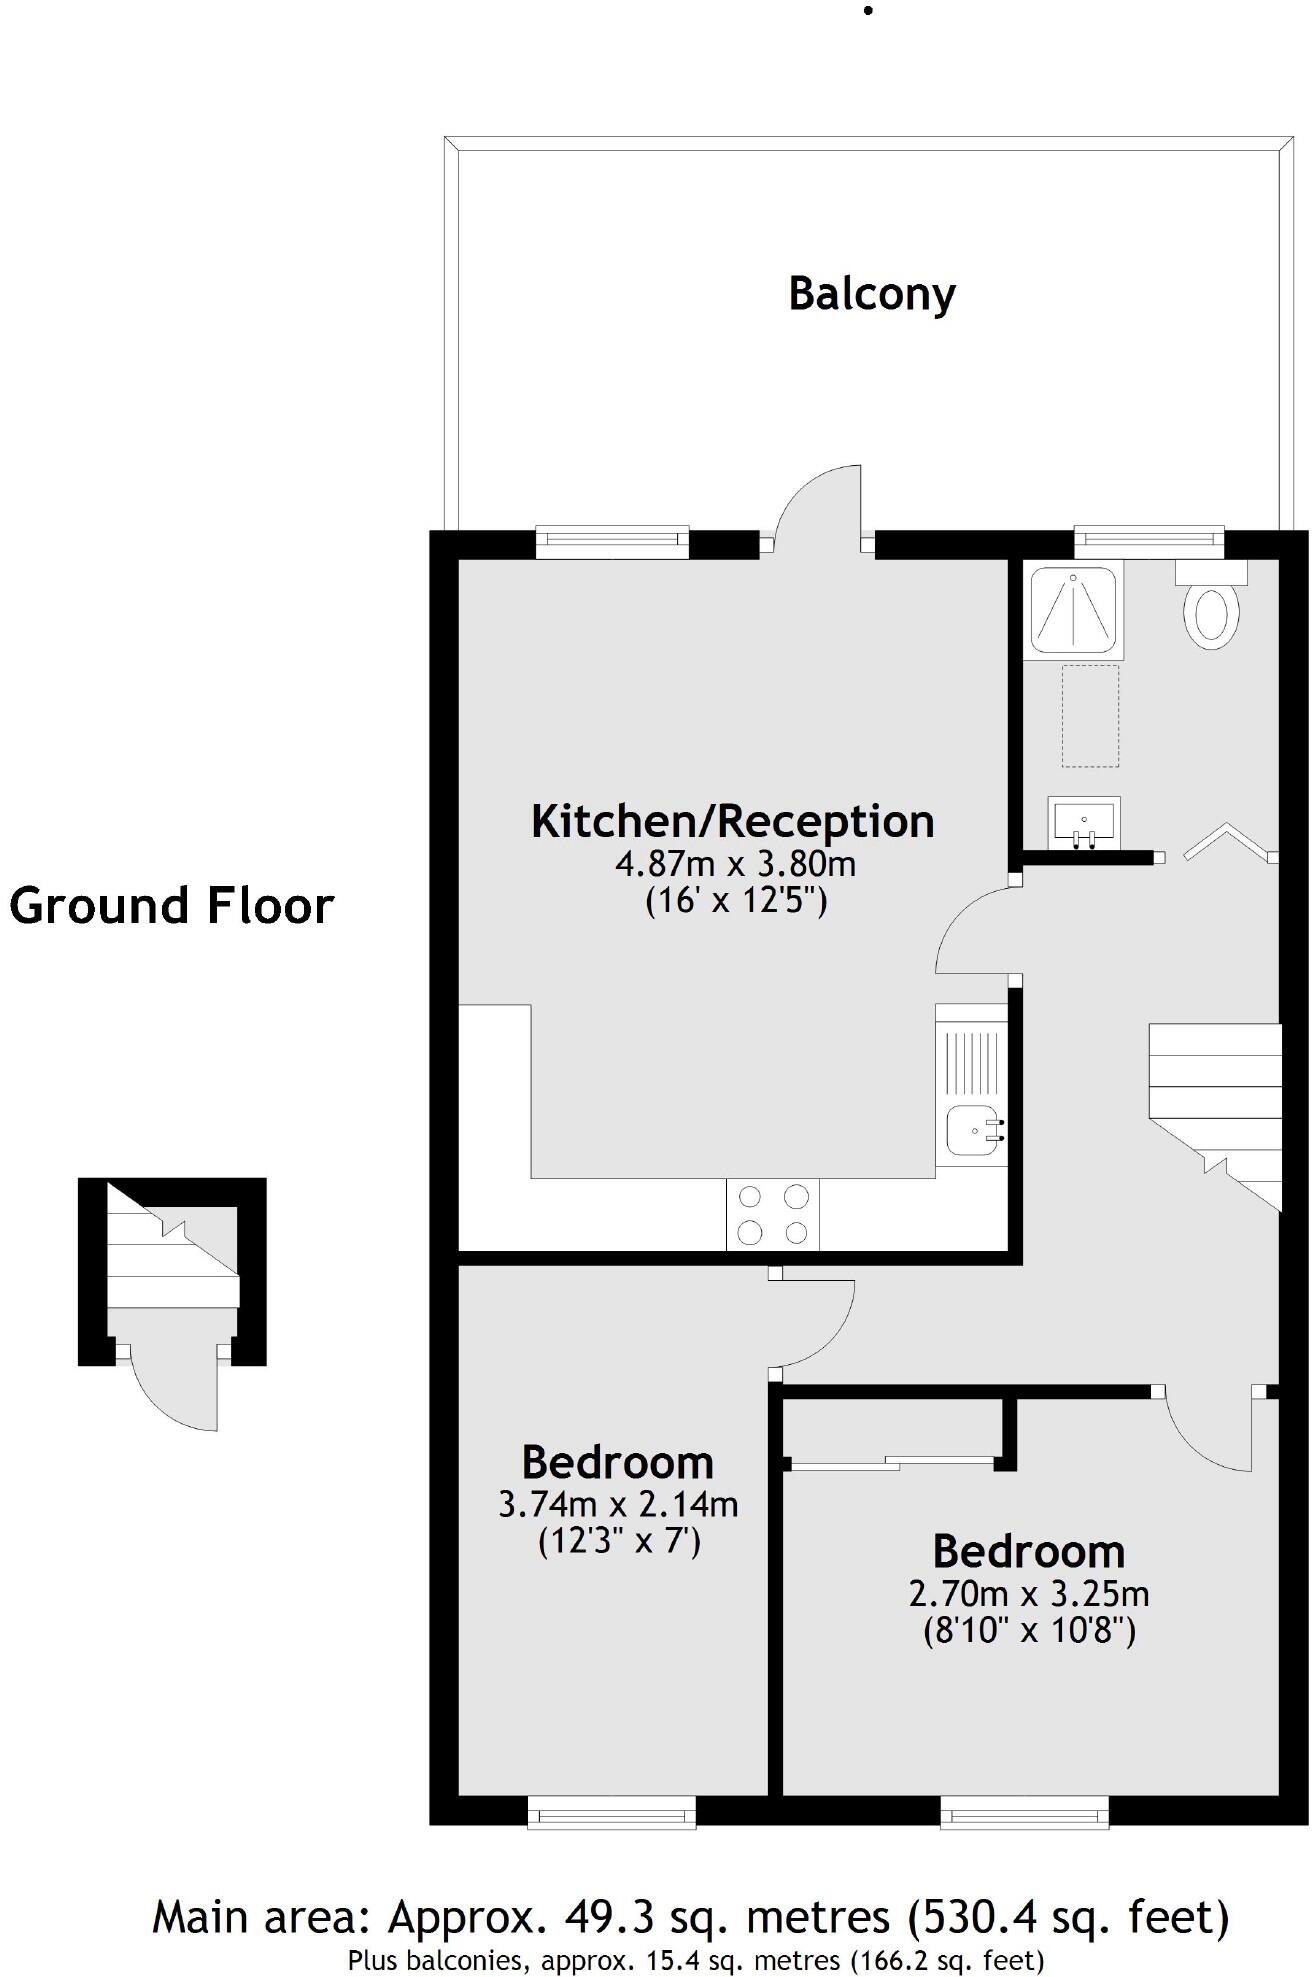 Balcony
Kitchen/Reception
4.87m x 3.80m
(16' x 12'5")
Ground Floor
Bedroom
3.74m x 2.14m
(12'3" x 7')
Bedroom
2.70m x 3.25m
(8'10" x 10'8")
Main area: Approx. 49.3 sq. metres (530.4 sq. feet)
Plus balconies, approx. 15.4 sq. metres (166.2 sq. feet)